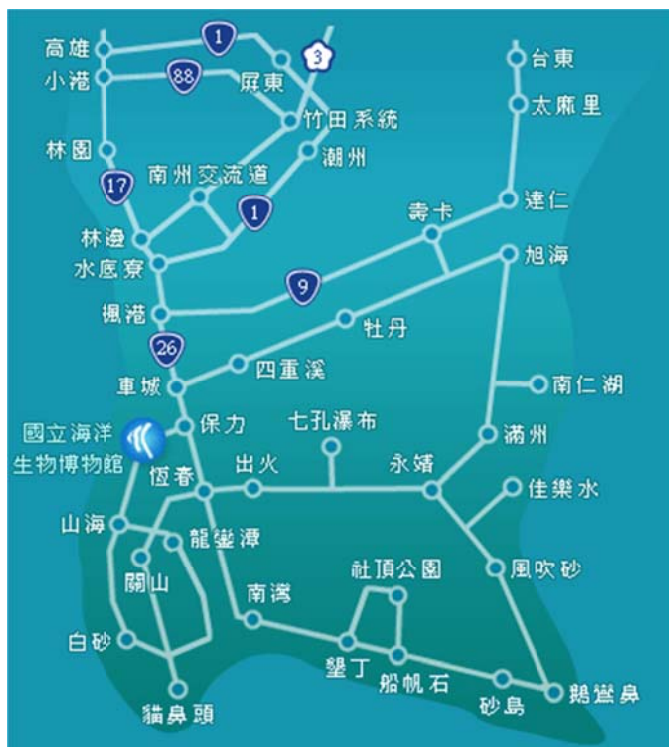 1
3
高雄
台東
小港
88
屏東
太麻里
竹田系統
林園
潮州
南州交流道
17
1
壽卡
達仁
林邊
水底寮
旭海
9
楓港
牡丹
26
四重溪
車城
南仁湖
國立海洋
生物博物館
保力
七孔瀑布
滿州
恆春
出火
永靖
佳樂水
山海
龍鑾潭
關山
社頂公園
風吹砂
南灣
白砂
墾丁
船帆石
砂島
鵝鸞鼻
貓鼻頭